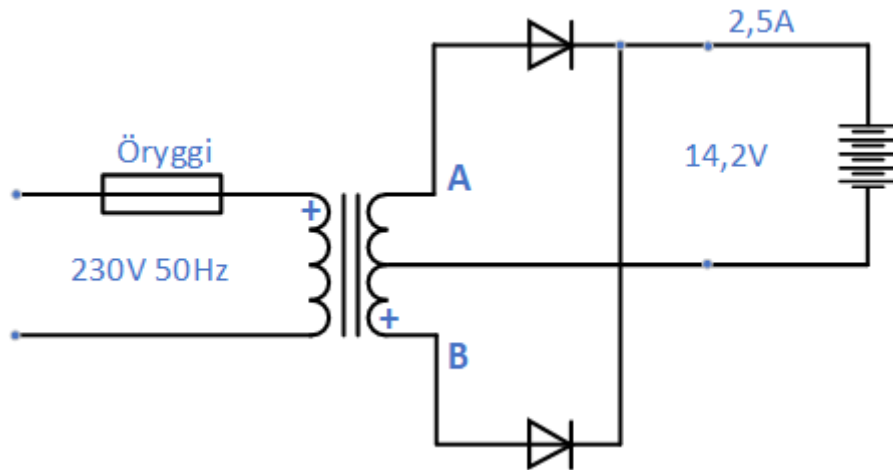 2,5A
Öryggi
14,2V
A
+
230V 50Hz
+
B